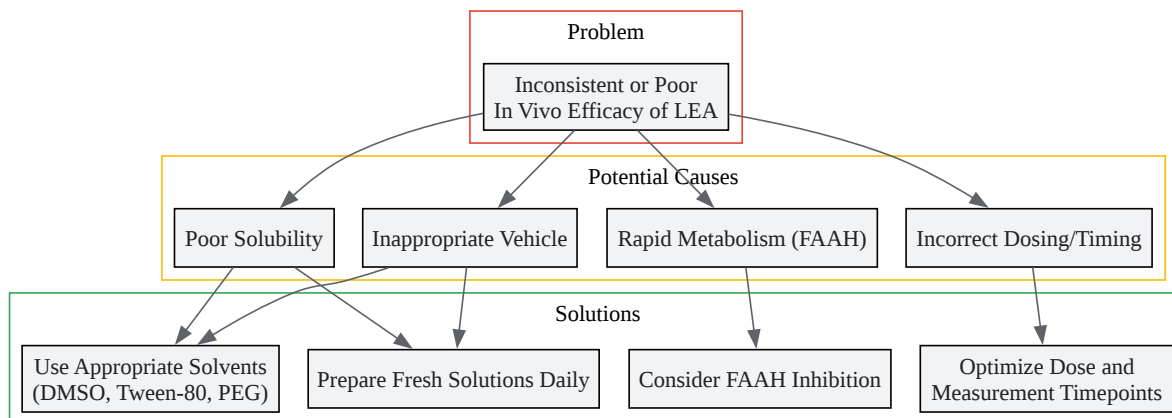 Problem
Inconsistent or Poor
In Vivo Efficacy of LEA
Potential Causes
Poor Solubility
Inappropriate Vehicle
Rapid Metabolism (FAAH)
Incorrect Dosing/Timing
Solutions
Use Appropriate Solvents
(DMSO, Tween-80, PEG)
Prepare Fresh Solutions Daily
Consider FAAH Inhibition
Optimize Dose and
Measurement Timepoints